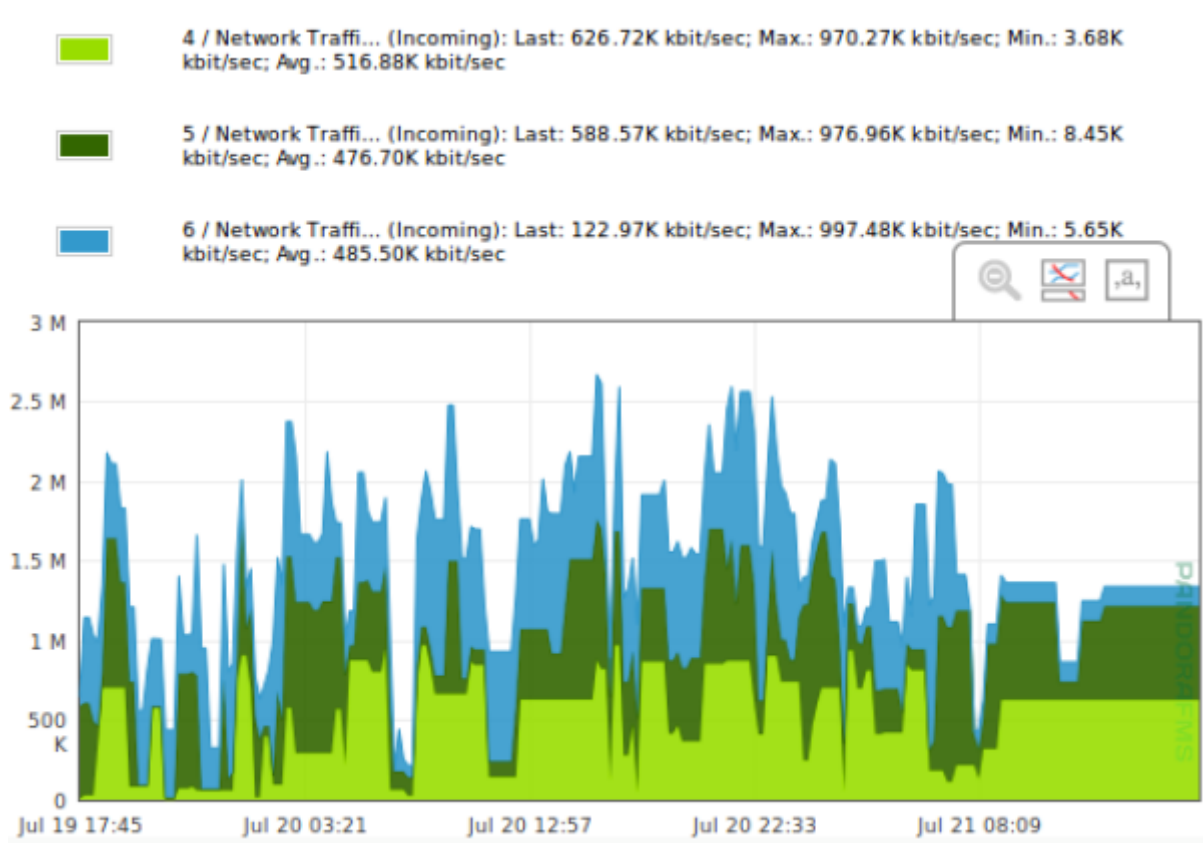 4 / Network Traffi... (Incoming): Last: 626.72K kbit/sec; Max.: 970.27K kbit/sec; Min.: 3.68K
kbit/sec; Avg.: 516.88K kbit/sec
5 / Network Traffi... (Incoming): Last: 588.57K kbit/sec; Max.: 976.96K kbit/sec; Min.: 8.45K
kbit/sec; Avg.: 476.70K kbit/sec
6 / Network Traffi... (Incoming): Last: 122.97K kbit/sec; Max.: 997.48K kbit/sec; Min.: 5.65K
kbit/sec; Avg.: 485.50K kbit/sec
,a,
3 M
2.5 M
2 M
1.5 M
1 M
500
K
0
PANDORAFMS
Jul 19 17:45 Jul 20 03:21 Jul 20 12:57 Jul 20 22:33 Jul 21 08:09